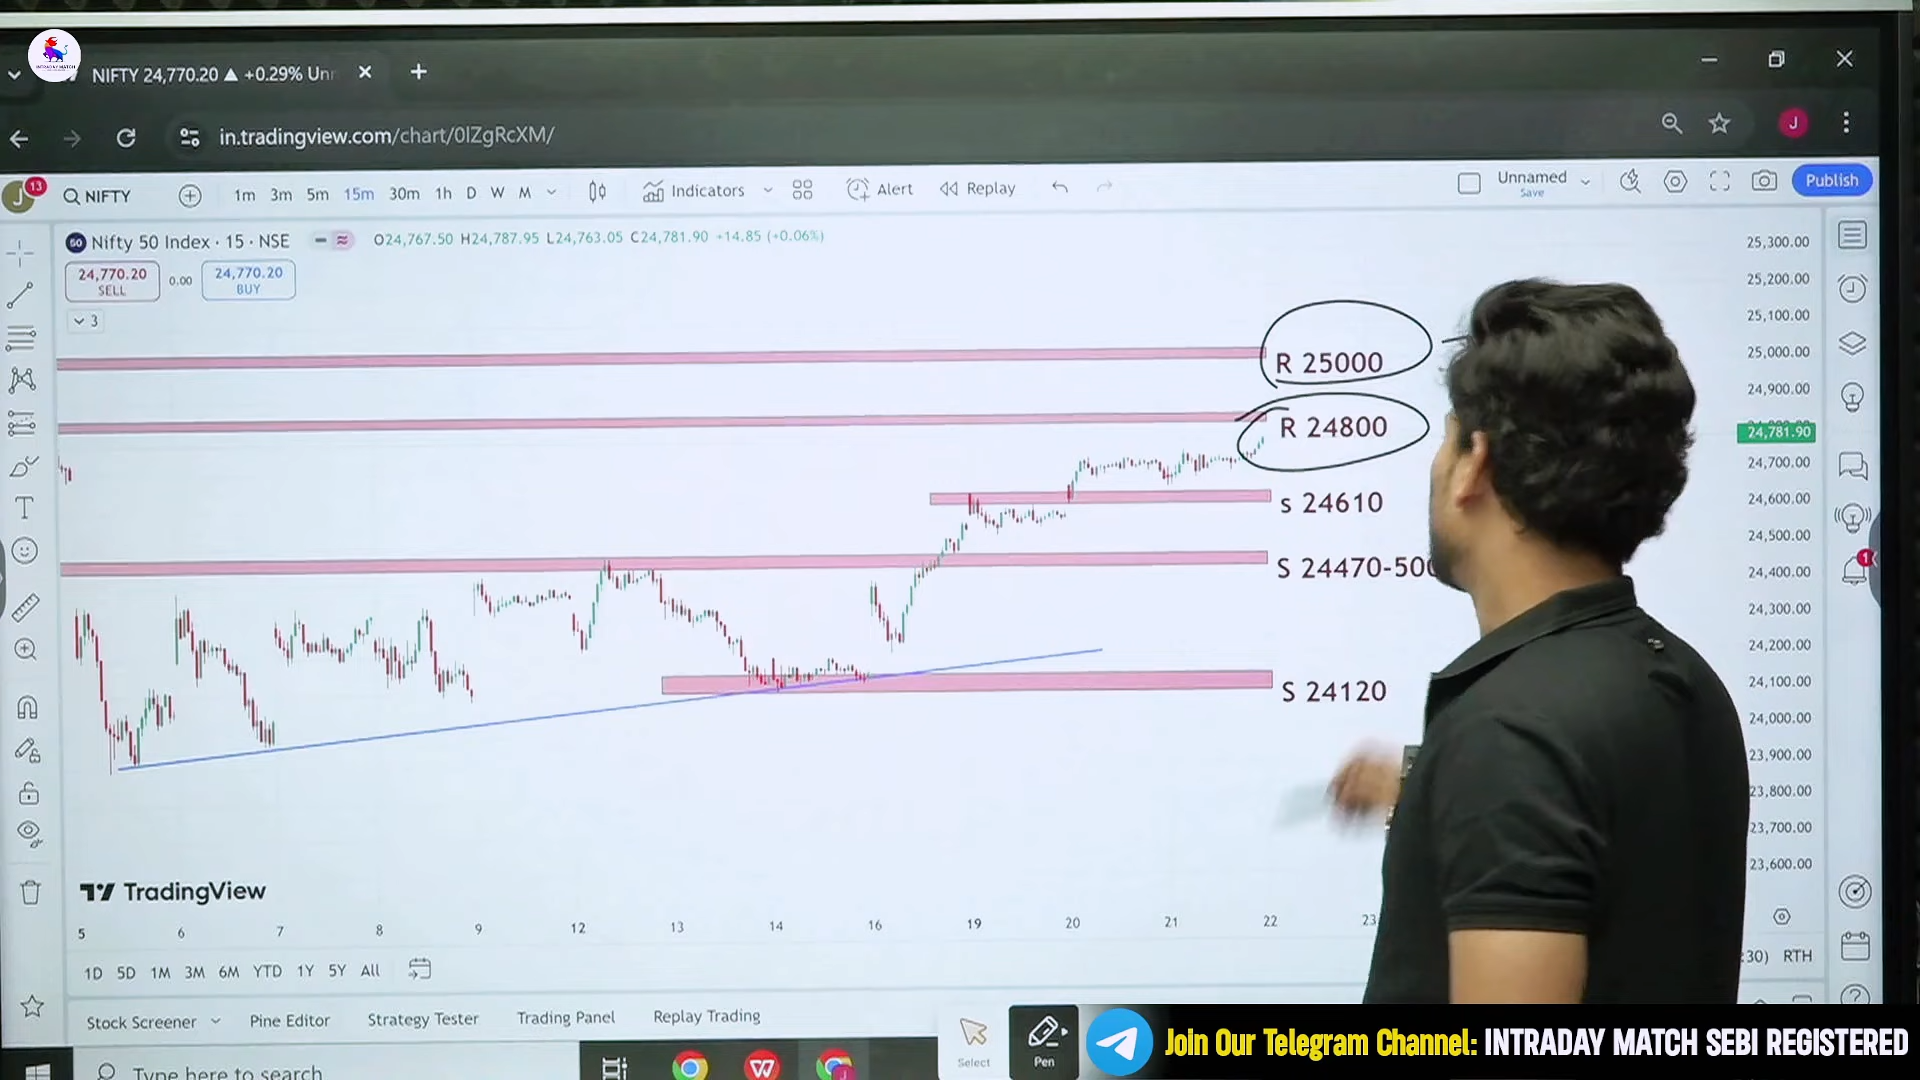 INTRADAY MATCH
NIFTY 24,770.20 ▲ +0.29% Unn
in.tradingview.com/chart/0lZgRcXM/
J
J
13
NIFTY
1m 3m 5m 15m 30m 1h D W M
Indicators
Alert
Replay
Unnamed
Save
Publish
50 Nifty 50 Index · 15 · NSE
O24,767.50 H24,787.95 L24,763.05 C24,781.90 +14.85 (+0.06%)
24,770.20
SELL
0.00
24,770.20
BUY
3
25,300.00
25,200.00
25,100.00
25,000.00
24,900.00
24,781.90
24,700.00
24,600.00
24,500.00
24,400.00
24,300.00
24,200.00
24,100.00
24,000.00
23,900.00
23,800.00
23,700.00
23,600.00
R 25000
R 24800
s 24610
S 24470-500
S 24120
1
TradingView
5 6 7 8 9 12 13 14 16 19 20 21 22 23
1D 5D 1M 3M 6M YTD 1Y 5Y All
:30) RTH
Stock Screener
Pine Editor
Strategy Tester
Trading Panel
Replay Trading
Type here to search
Select
Pen
Join Our Telegram Channel: INTRADAY MATCH SEBI REGISTERED